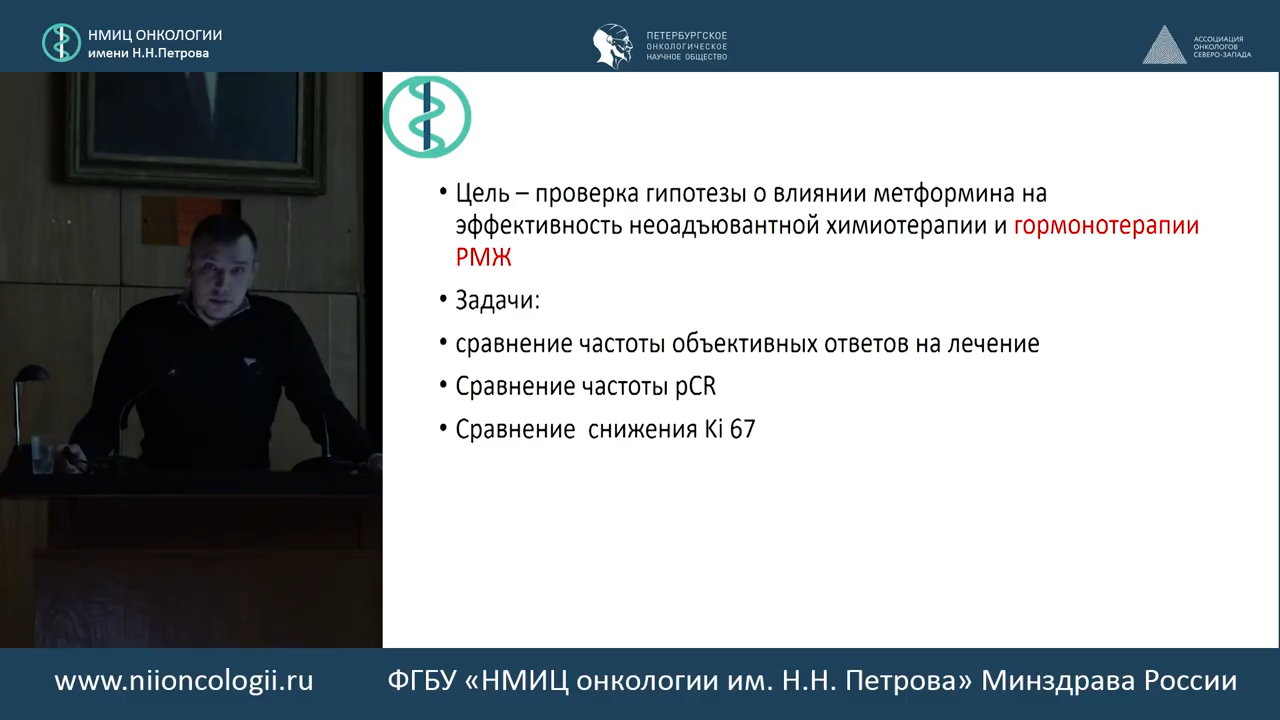 НМИЦ ОНКОЛОГИИ
имени Н.Н.Петрова
ПЕТЕРБУРГСКОЕ
ОНКОЛОГИЧЕСКОЕ
НАУЧНОЕ ОБЩЕСТВО
АССОЦИАЦИЯ
ОНКОЛОГОВ
СЕВЕРО-ЗАПАДА
• Цель – проверка гипотезы о влиянии метформина на
эффективность неоадъювантной химиотерапии и гормонотерапии
РМЖ
• Задачи:
• сравнение частоты объективных ответов на лечение
• Сравнение частоты pCR
• Сравнение снижения Ki 67
www.niioncologii.ru
ФГБУ «НМИЦ онкологии им. Н.Н. Петрова» Минздрава России